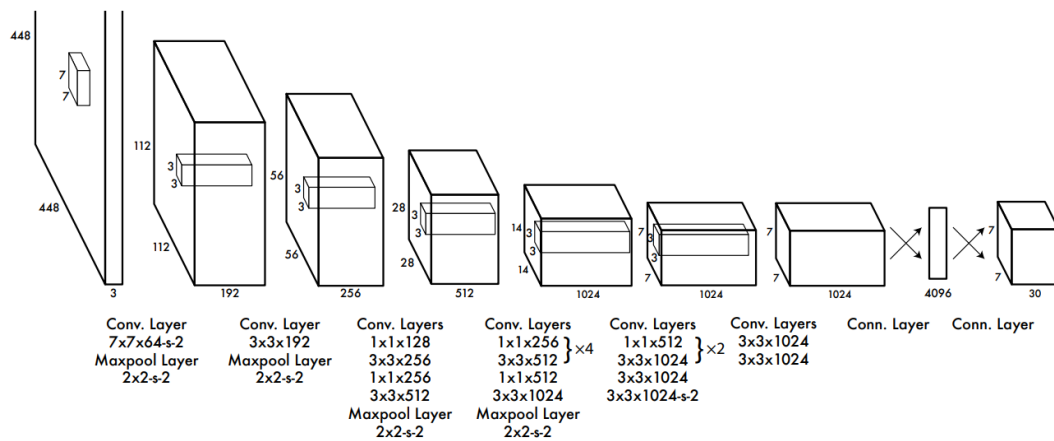 448
7
7
448
3
112
3
3
112
192
56
3
3
56
256
28
3
3
28
512
14
3
3
14
1024
7
3
3
7
1024
7
7
1024
4096
7
7
30
Conv. Layer
7x7x64-s-2
Maxpool Layer
2x2-s-2
Conv. Layer
3x3x192
Maxpool Layer
2x2-s-2
Conv. Layers
1x1x128
3x3x256
1x1x256
3x3x512
Maxpool Layer
2x2-s-2
Conv. Layers
1x1x256
3x3x512
}×4
1x1x512
3x3x1024
Maxpool Layer
2x2-s-2
Conv. Layers
1x1x512
3x3x1024
}×2
3x3x1024
3x3x1024-s-2
Conv. Layers
3x3x1024
3x3x1024
Conn. Layer
Conn. Layer